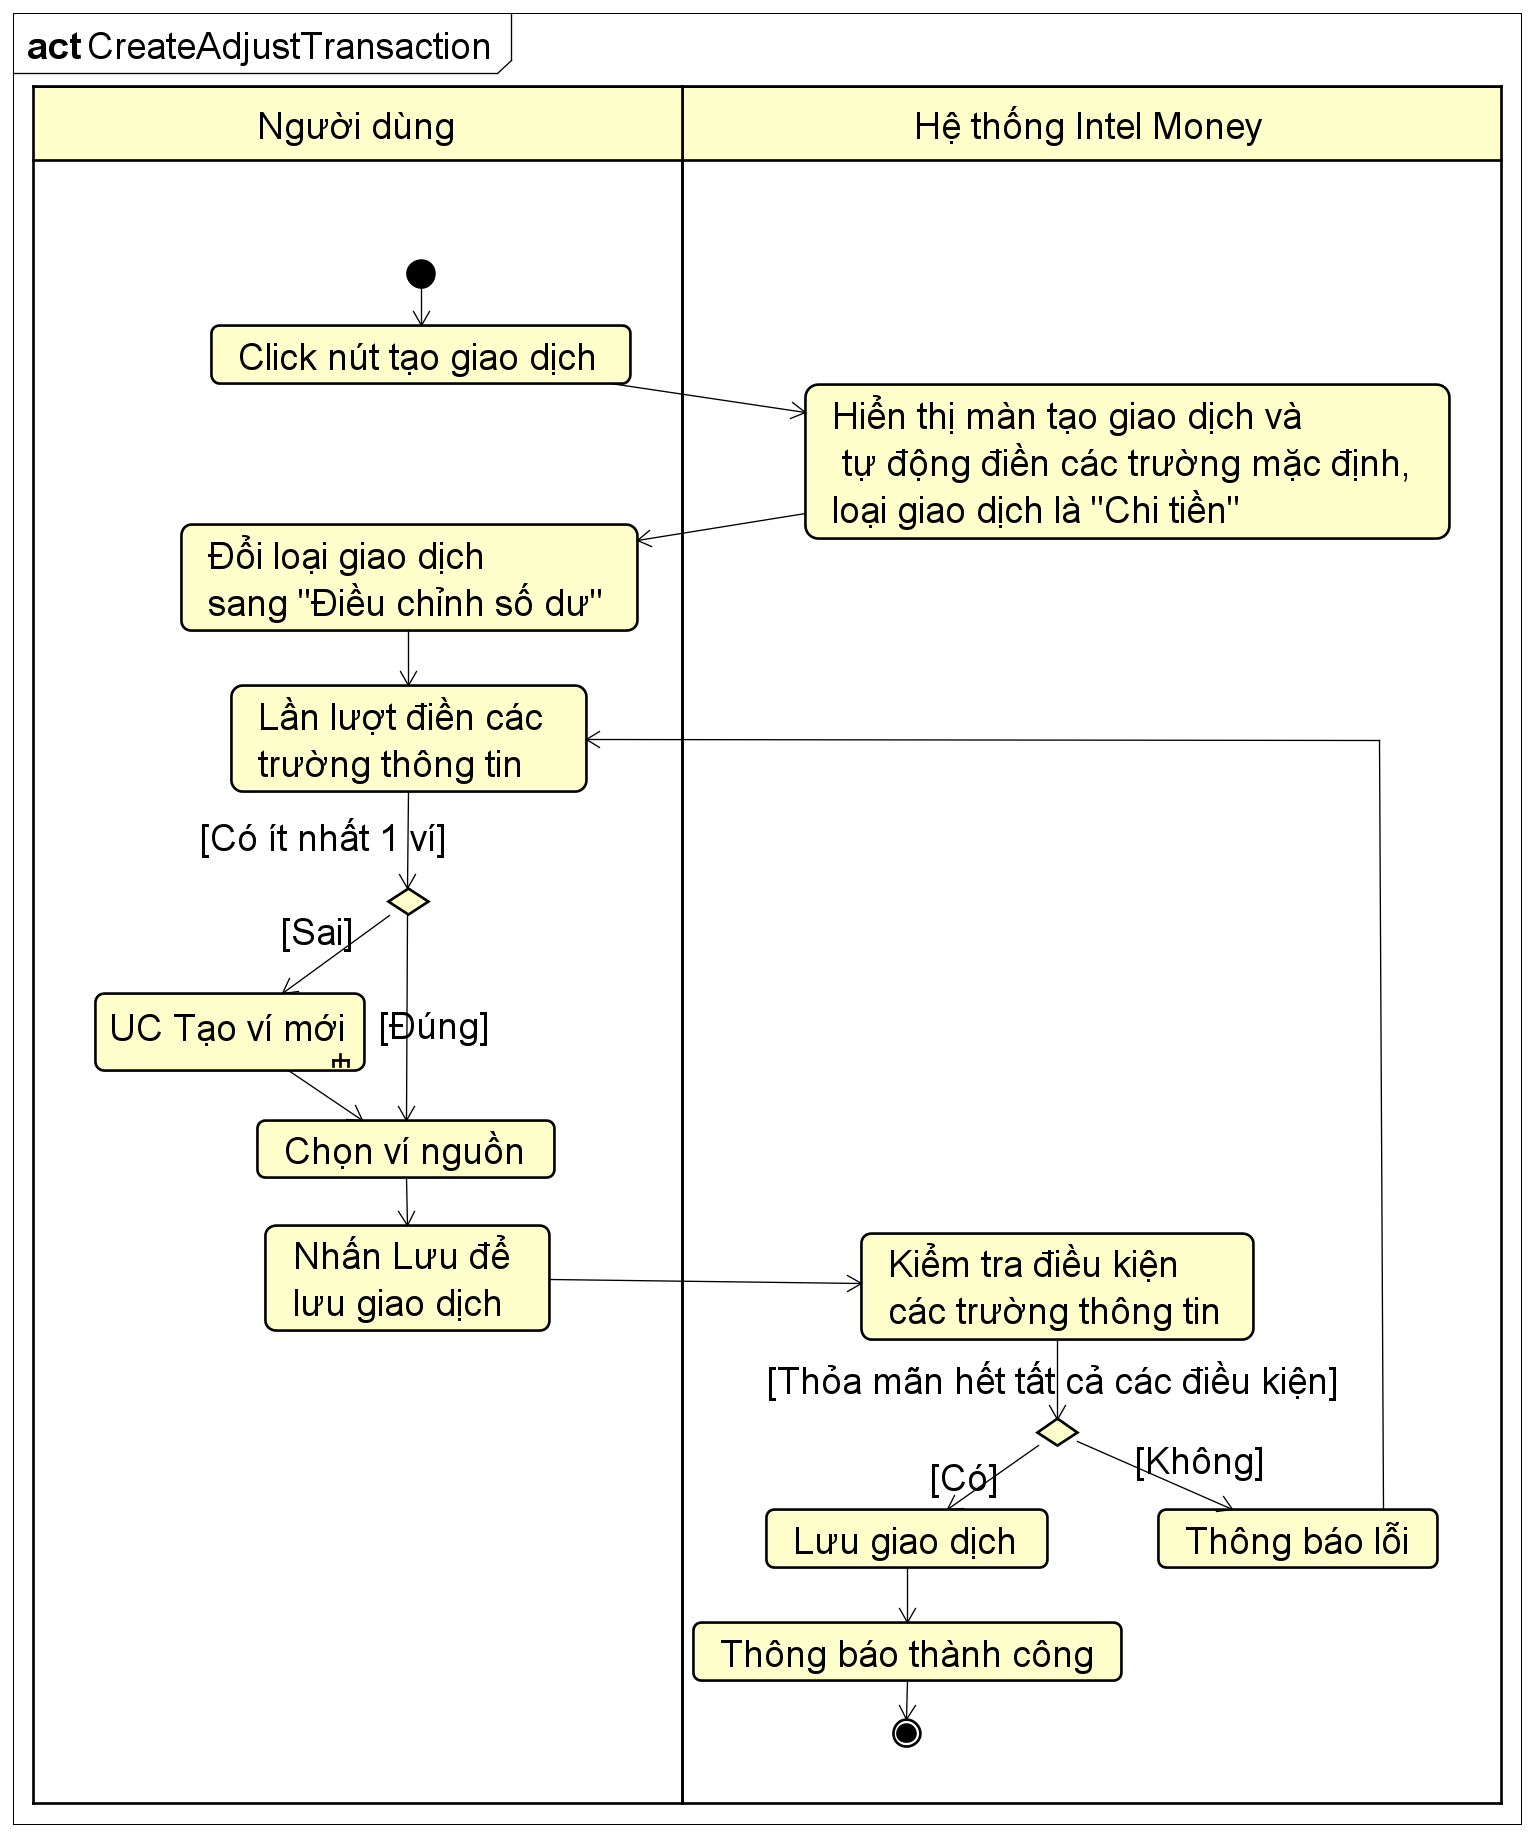 act CreateAdjustTransaction
Người dùng
Hệ thống Intel Money
Click nút tạo giao dịch
Hiển thị màn tạo giao dịch và
tự động điền các trường mặc định,
loại giao dịch là "Chi tiền"
Đổi loại giao dịch
sang "Điều chỉnh số dư"
Lần lượt điền các
trường thông tin
[Có ít nhất 1 ví]
[Sai]
UC Tạo ví mới
[Đúng]
Chọn ví nguồn
Nhấn Lưu để
lưu giao dịch
Kiểm tra điều kiện
các trường thông tin
[Thỏa mãn hết tất cả các điều kiện]
[Có]
[Không]
Lưu giao dịch
Thông báo lỗi
Thông báo thành công